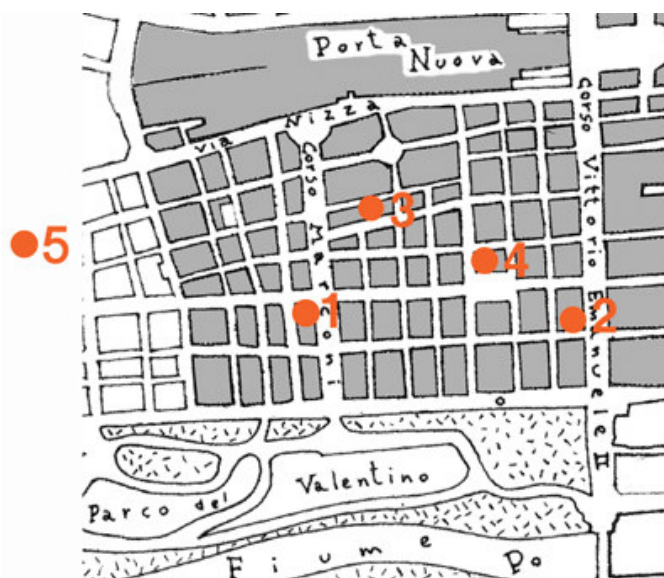 Porta
Nuova
Via Nizza
Corso Vittorio Emanuele II
Corso Marconi
3
5
4
1
2
Parco del Valentino
Fiume Po